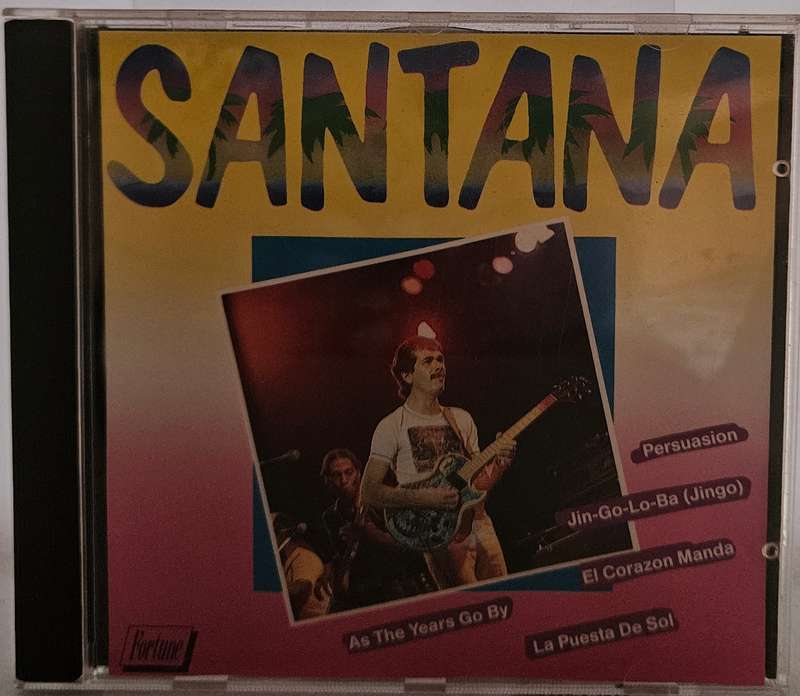 SANTANA
Persuasion
Jin-Go-Lo-Ba (Jingo)
El Corazon Manda
As The Years Go By
La Puesta De Sol
Fortune